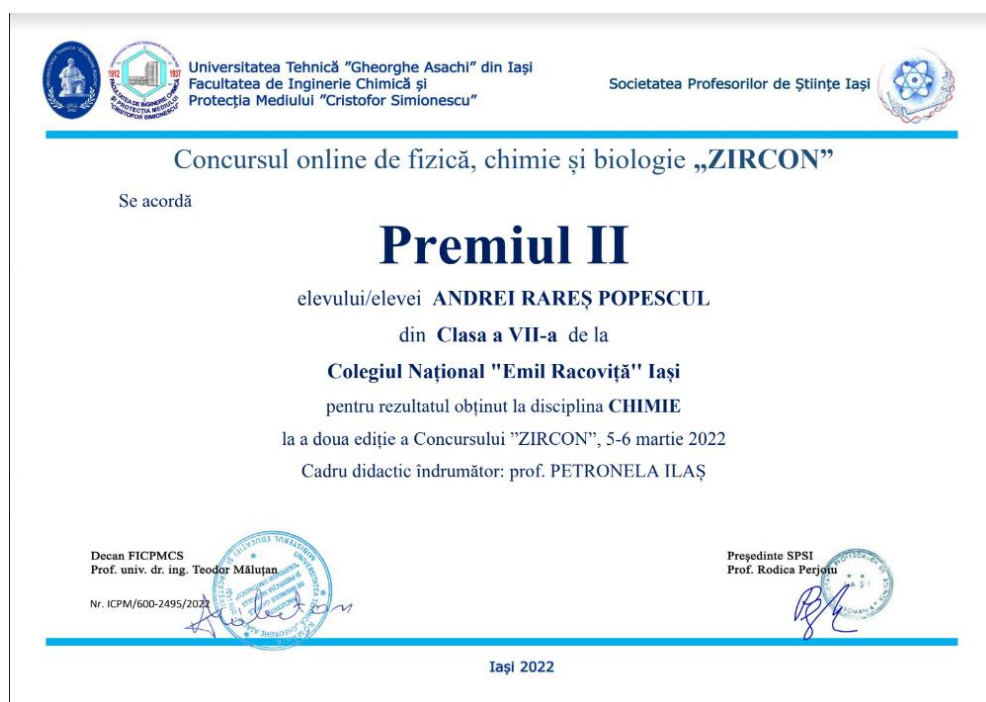 Universitatea Tehnică "Gheorghe Asachi" din Iași
Facultatea de Inginerie Chimică și
Protecția Mediului "Cristofor Simionescu"
Societatea Profesorilor de Științe Iași
1912
1937
Concursul online de fizică, chimie și biologie „ZIRCON”
Se acordă
Premiul II
elevului/elevei ANDREI RAREȘ POPESCUL
din Clasa a VII-a de la
Colegiul Național "Emil Racoviță'' Iași
pentru rezultatul obținut la disciplina CHIMIE
la a doua ediție a Concursului ”ZIRCON”, 5-6 martie 2022
Cadru didactic îndrumător: prof. PETRONELA ILAȘ
Decan FICPMCS
Prof. univ. dr. ing. Teodor Măluțan
Nr. ICPM/600-2495/2022
Președinte SPSI
Prof. Rodica Perjoiu
Iași 2022